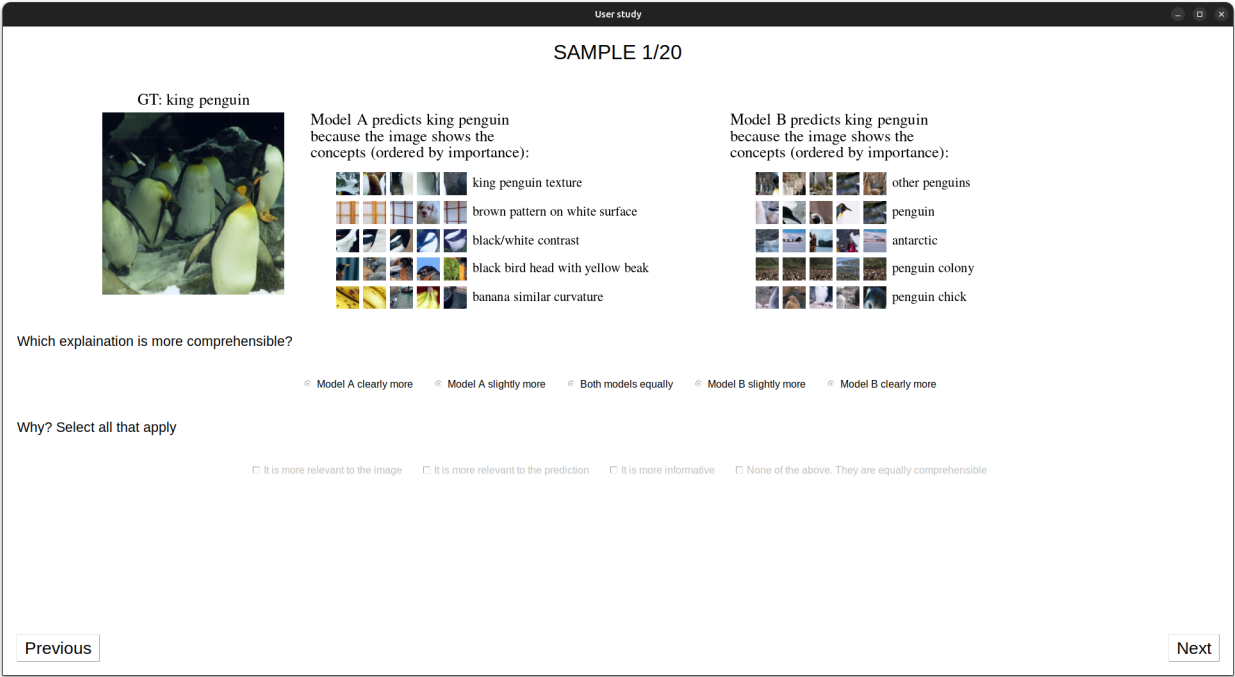 User study
SAMPLE 1/20
GT: king penguin
Model A predicts king penguin
because the image shows the
concepts (ordered by importance):
king penguin texture
brown pattern on white surface
black/white contrast
black bird head with yellow beak
banana similar curvature
Model B predicts king penguin
because the image shows the
concepts (ordered by importance):
other penguins
penguin
antarctic
penguin colony
penguin chick
Which explaination is more comprehensible?
Model A clearly more
Model A slightly more
Both models equally
Model B slightly more
Model B clearly more
Why? Select all that apply
It is more relevant to the image
It is more relevant to the prediction
It is more informative
None of the above. They are equally comprehensible
Previous
Next